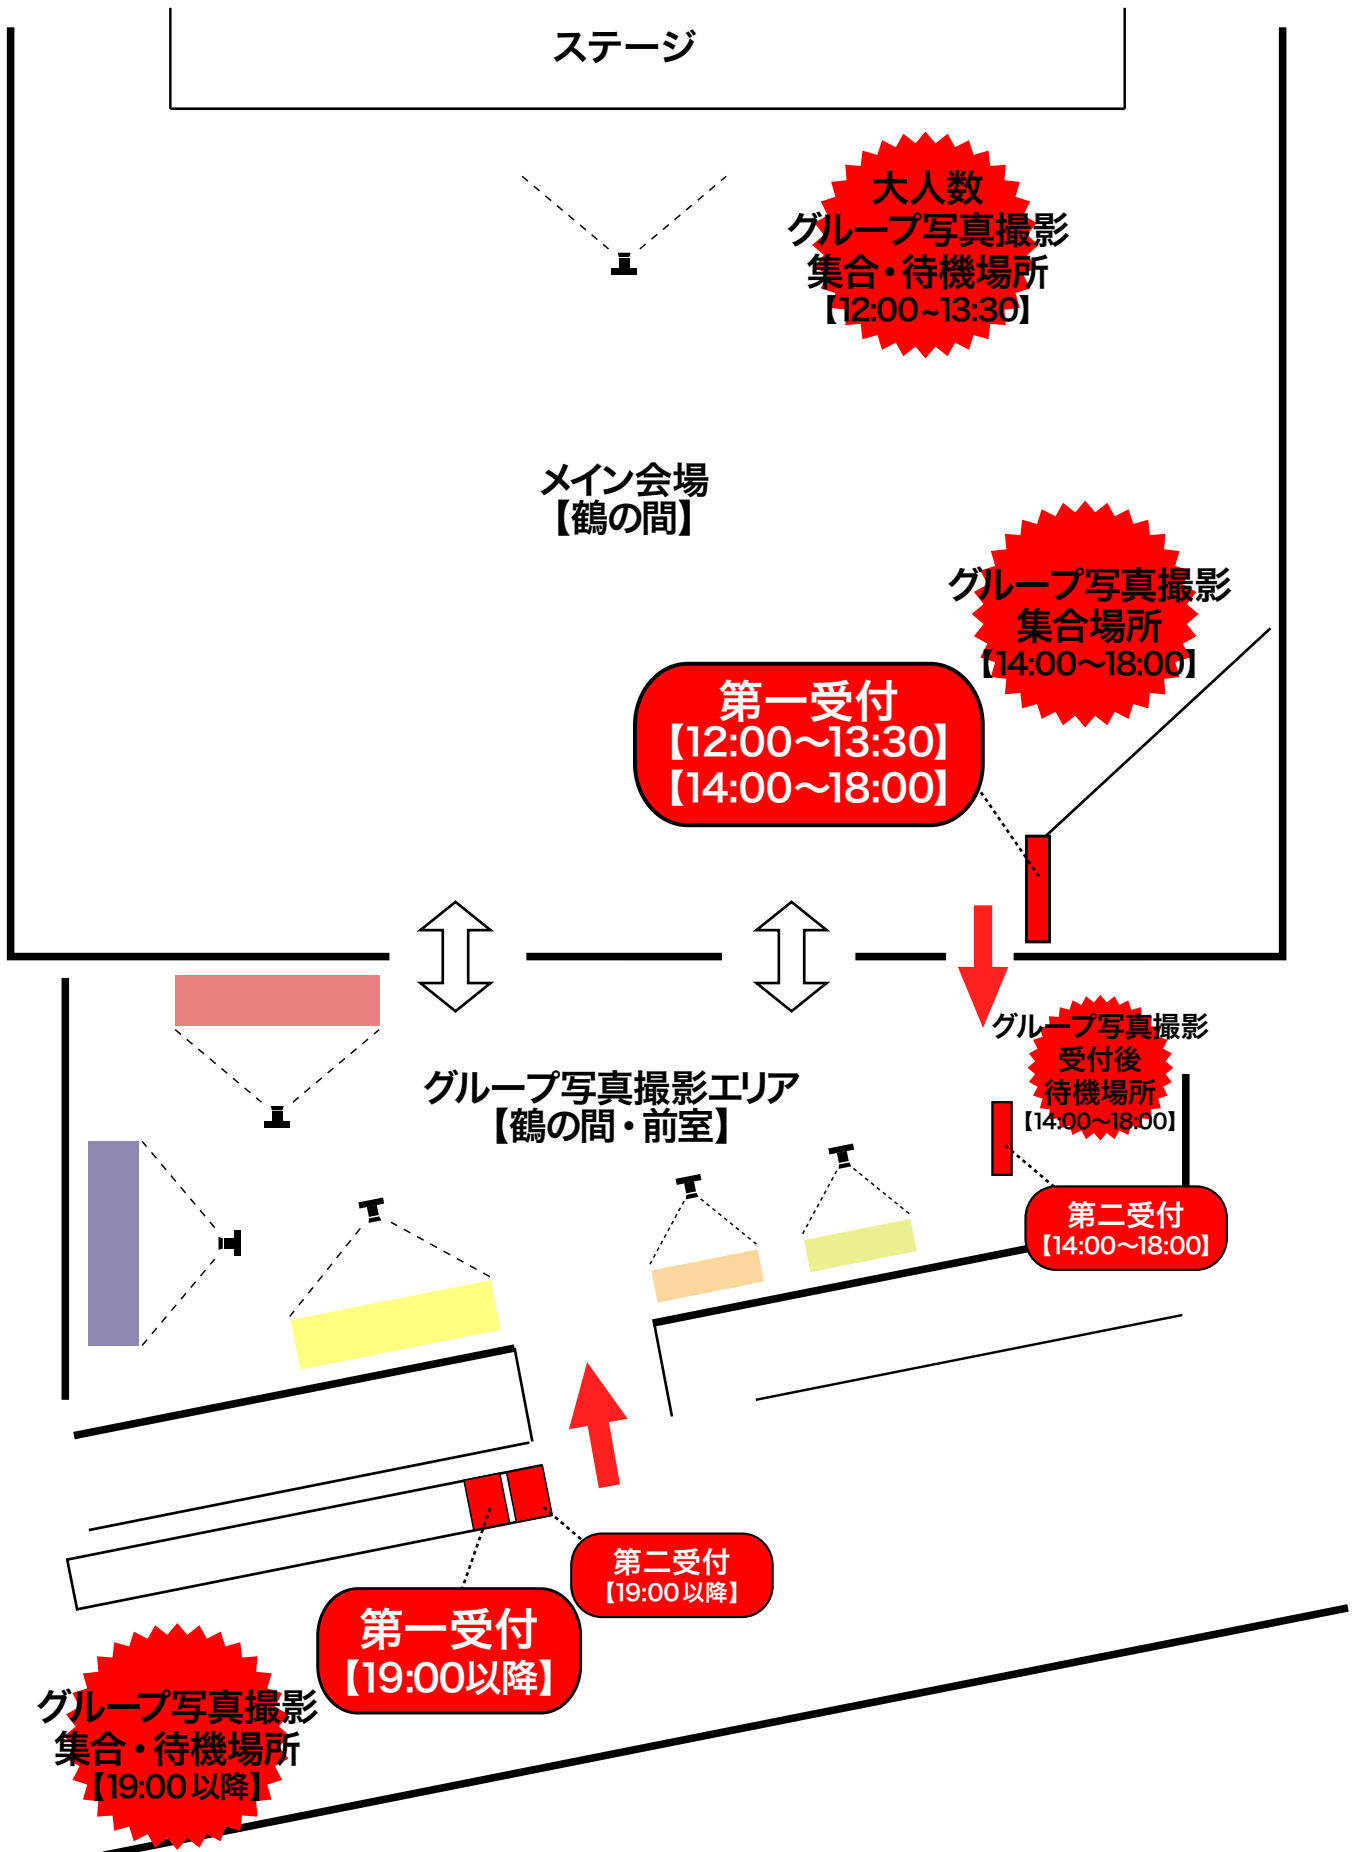 ステージ
大人数
グループ写真撮影
集合・待機場所
【12:00~13:30】
メイン会場
【鶴の間】
グループ写真撮影
集合場所
【14:00〜18:00】
第一受付
【12:00〜13:30】
【14:00〜18:00】
グループ写真撮影
受付後
待機場所
【14:00〜18:00】
グループ写真撮影エリア
【鶴の間・前室】
第二受付
【14:00〜18:00】
第二受付
【19:00以降】
第一受付
【19:00以降】
グループ写真撮影
集合・待機場所
【19:00以降】